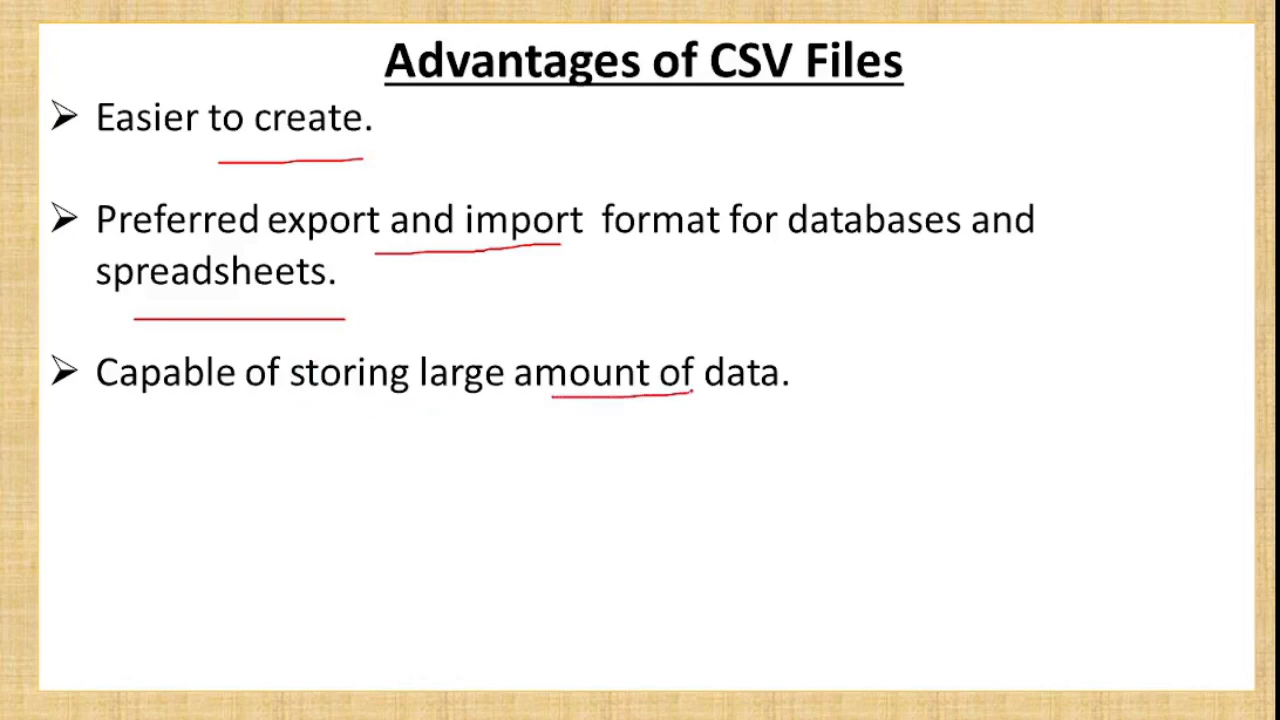 Advantages of CSV Files
➢ Easier to create.
➢ Preferred export and import format for databases and
spreadsheets.
➢ Capable of storing large amount of data.